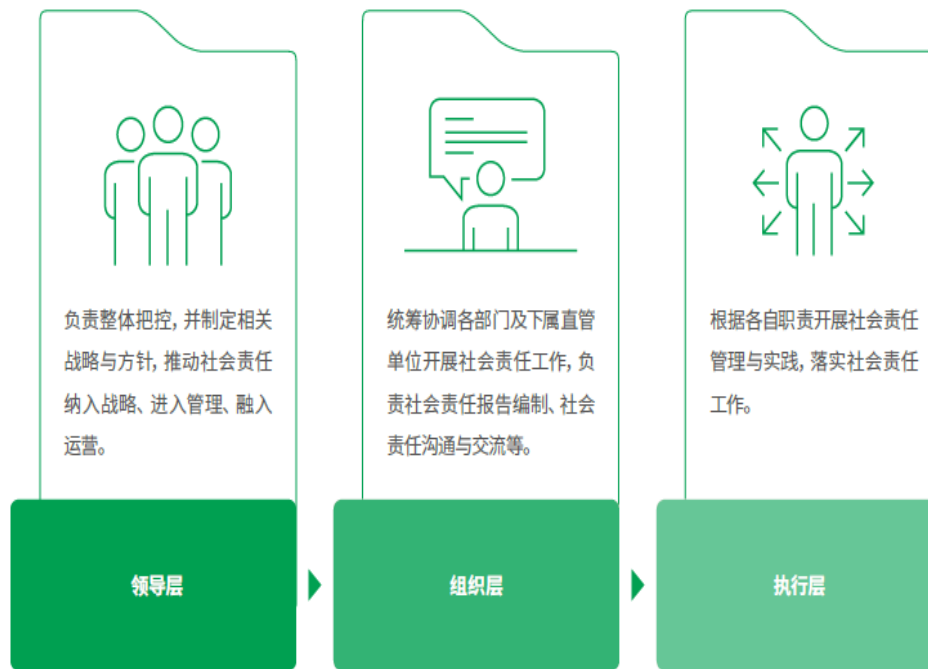 负责整体把控，并制定相关
战略与方针，推动社会责任
纳入战略、进入管理、融入
运营。
领导层
统筹协调各部门及下属直管
单位开展社会责任工作，负
责社会责任报告编制、社会
责任沟通与交流等。
组织层
根据各自职责开展社会责任
管理与实践，落实社会责任
工作。
执行层